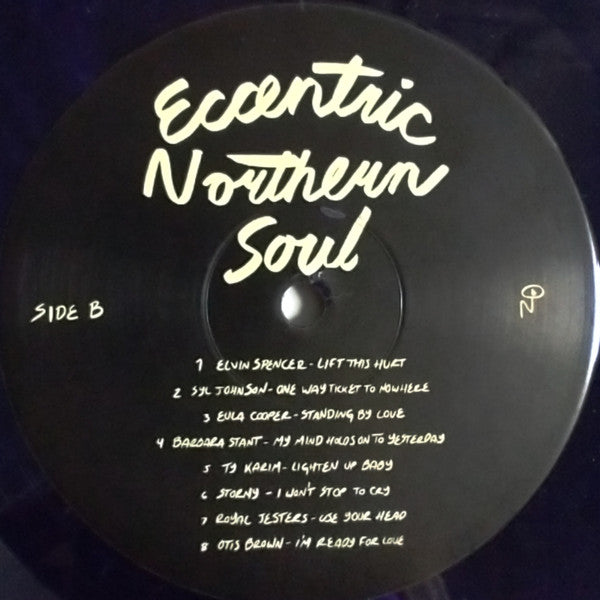 Eccentric
Northern
Soul
SIDE B
1 ELVIN SPENCER - LIFT THIS HURT
2 SYL JOHNSON - ONE WAY TICKET TO NOWHERE
3 EULA COOPER - STANDING BY LOVE
4 BARBARA STANT - MY MIND HOLDS ON TO YESTERDAY
5 TY KARIM - LIGHTEN UP BABY
6 STORMY - I WON'T STOP TO CRY
7 ROYAL JESTERS - USE YOUR HEAD
8 OTIS BROWN - I'M READY FOR LOVE